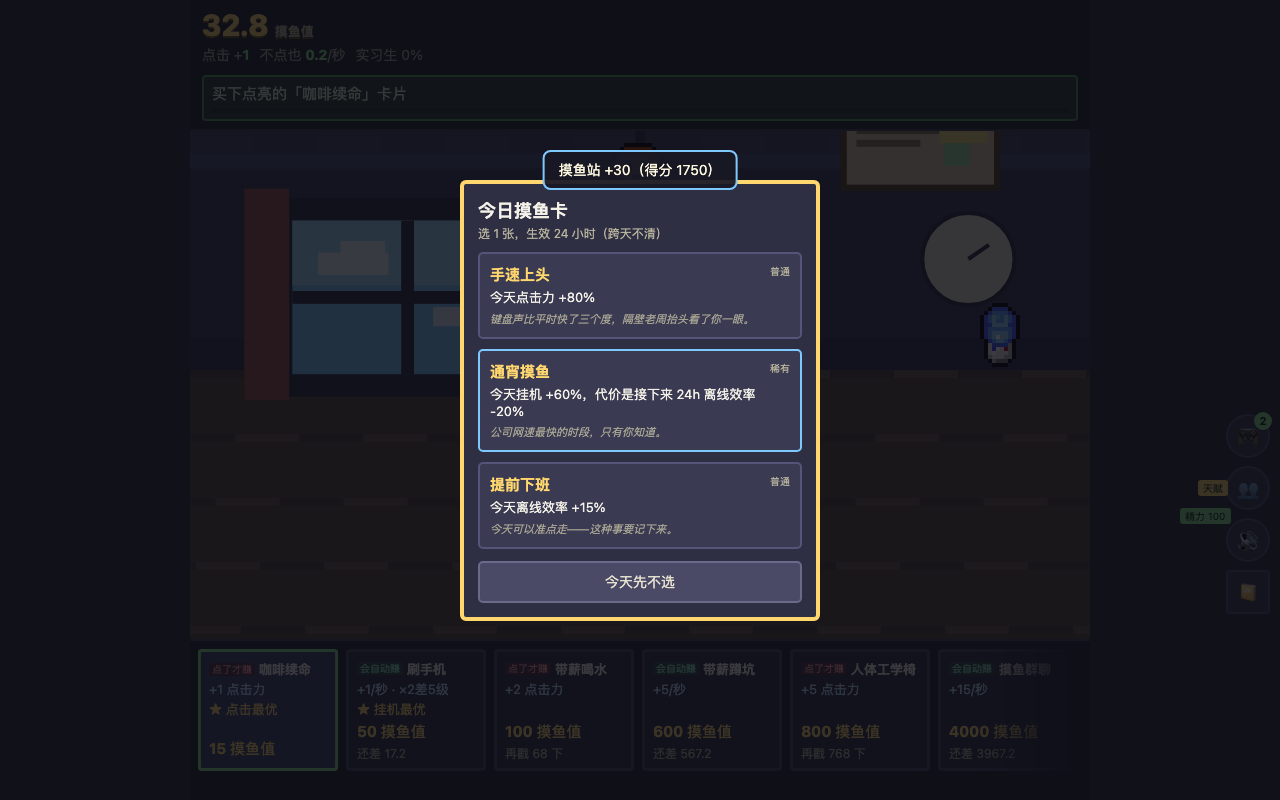 32.8 摸鱼值
点击 +1 不点也 0.2/秒 实习生 0%
买下点亮的「咖啡续命」卡片
摸鱼站 +30（得分 1750）
今日摸鱼卡
选 1 张，生效 24 小时（跨天不清）
手速上头 普通
今天点击力 +80%
键盘声比平时快了三个度，隔壁老周抬头看了你一眼。
通宵摸鱼 稀有
今天挂机 +60%，代价是接下来 24h 离线效率
-20%
公司网速最快的时段，只有你知道。
提前下班 普通
今天离线效率 +15%
今天可以准点走——这种事要记下来。
今天先不选
2
天赋
精力 100
点了才赚 咖啡续命
+1 点击力
★ 点击最优
15 摸鱼值
会自动赚 刷手机
+1/秒 · ×2差5级
★ 挂机最优
50 摸鱼值
还差 17.2
点了才赚 带薪喝水
+2 点击力
100 摸鱼值
再戳 68 下
会自动赚 带薪蹲坑
+5/秒
600 摸鱼值
还差 567.2
点了才赚 人体工学椅
+5 点击力
800 摸鱼值
再戳 768 下
会自动赚 摸鱼群聊
+15/秒
4000 摸鱼值
还差 3967.2